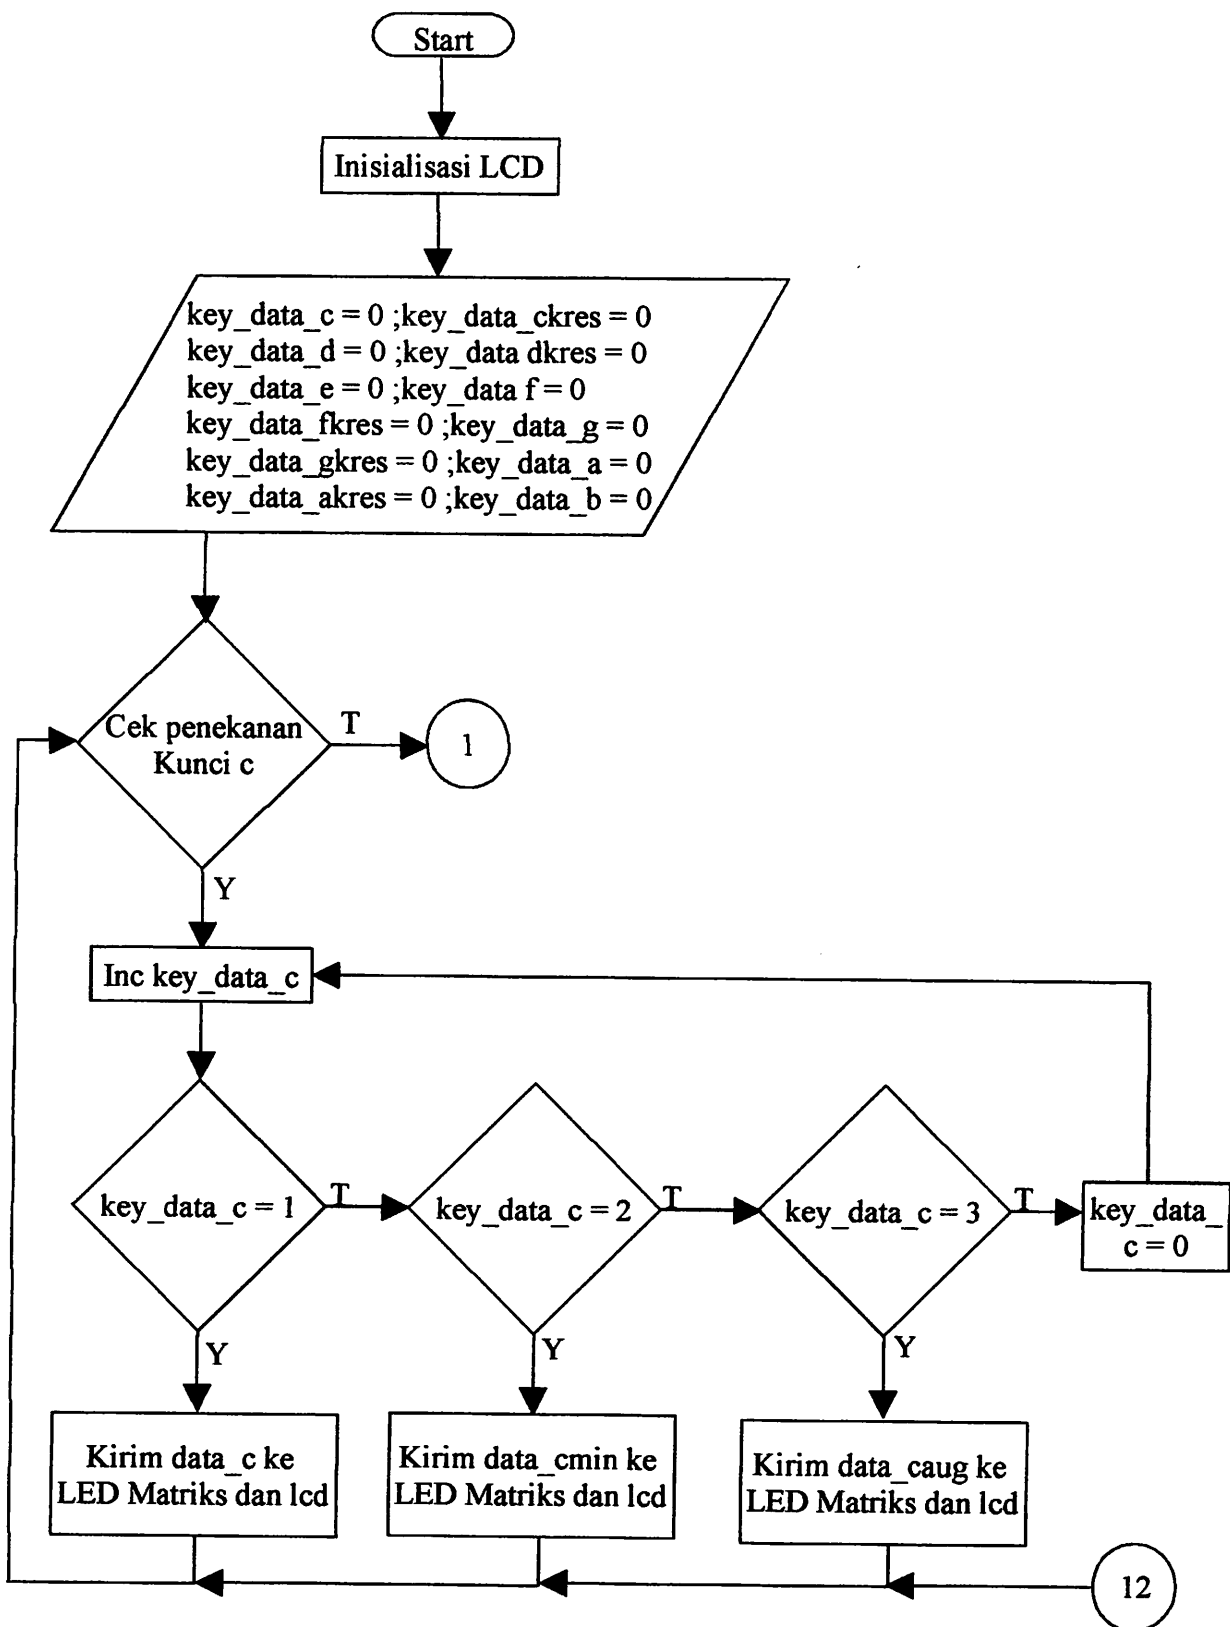 Start
Inisialisasi LCD
key_data_c = 0 ;key_data_ckres = 0
key_data_d = 0 ;key_data dkres = 0
key_data_e = 0 ;key_data f = 0
key_data_fkres = 0 ;key_data_g = 0
key_data_gkres = 0 ;key_data_a = 0
key_data_akres = 0 ;key_data_b = 0
Cek penekanan
Kunci c
T
1
Y
Inc key_data_c
key_data_c = 1
T
key_data_c = 2
T
key_data_c = 3
T
key_data_
c = 0
Y
Y
Y
Kirim data_c ke
LED Matriks dan lcd
Kirim data_cmin ke
LED Matriks dan lcd
Kirim data_caug ke
LED Matriks dan lcd
12